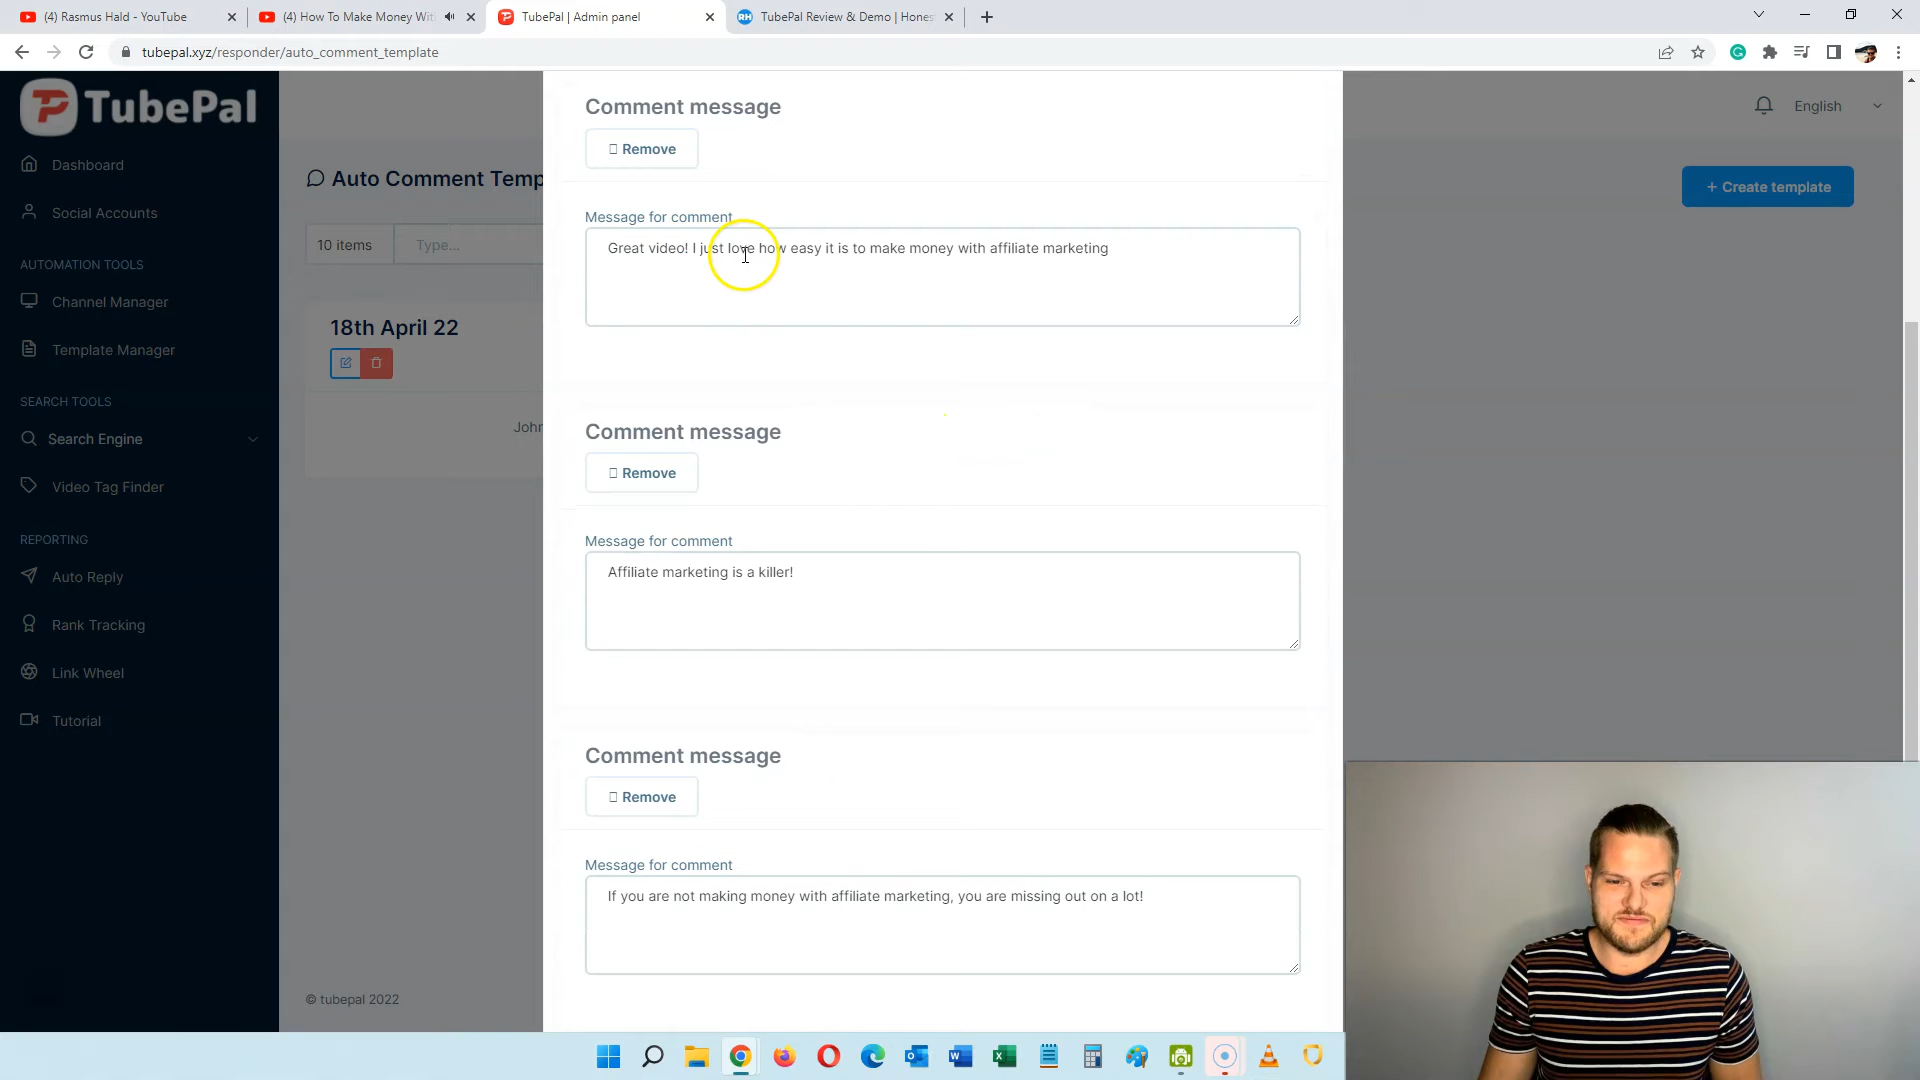 (4) Rasmus Hald - YouTube
(4) How To Make Money Wit
TubePal | Admin panel
TubePal Review & Demo | Hones
tubepal.xyz/responder/auto_comment_template
TubePal
Dashboard
Social Accounts
AUTOMATION TOOLS
Channel Manager
Template Manager
SEARCH TOOLS
Search Engine
Video Tag Finder
REPORTING
Auto Reply
Rank Tracking
Link Wheel
Tutorial
English
Auto Comment Temp
+ Create template
10 items
Type...
18th April 22
John
© tubepal 2022
Comment message
Remove
Message for comment
Great video! I just love how easy it is to make money with affiliate marketing
Comment message
Remove
Message for comment
Affiliate marketing is a killer!
Comment message
Remove
Message for comment
If you are not making money with affiliate marketing, you are missing out on a lot!